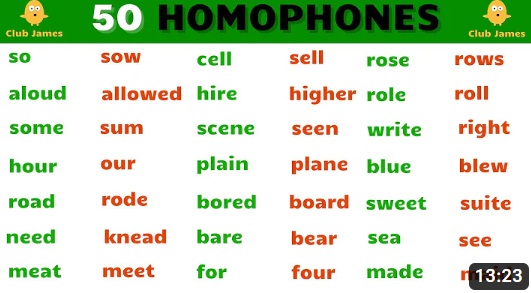 50 HOMOPHONES
Club James
Club James
so sow cell sell rose rows
aloud allowed hire higher role roll
some sum scene seen write right
hour our plain plane blue blew
road rode bored board sweet suite
need knead bare bear sea see
meat meet for four made
13:23